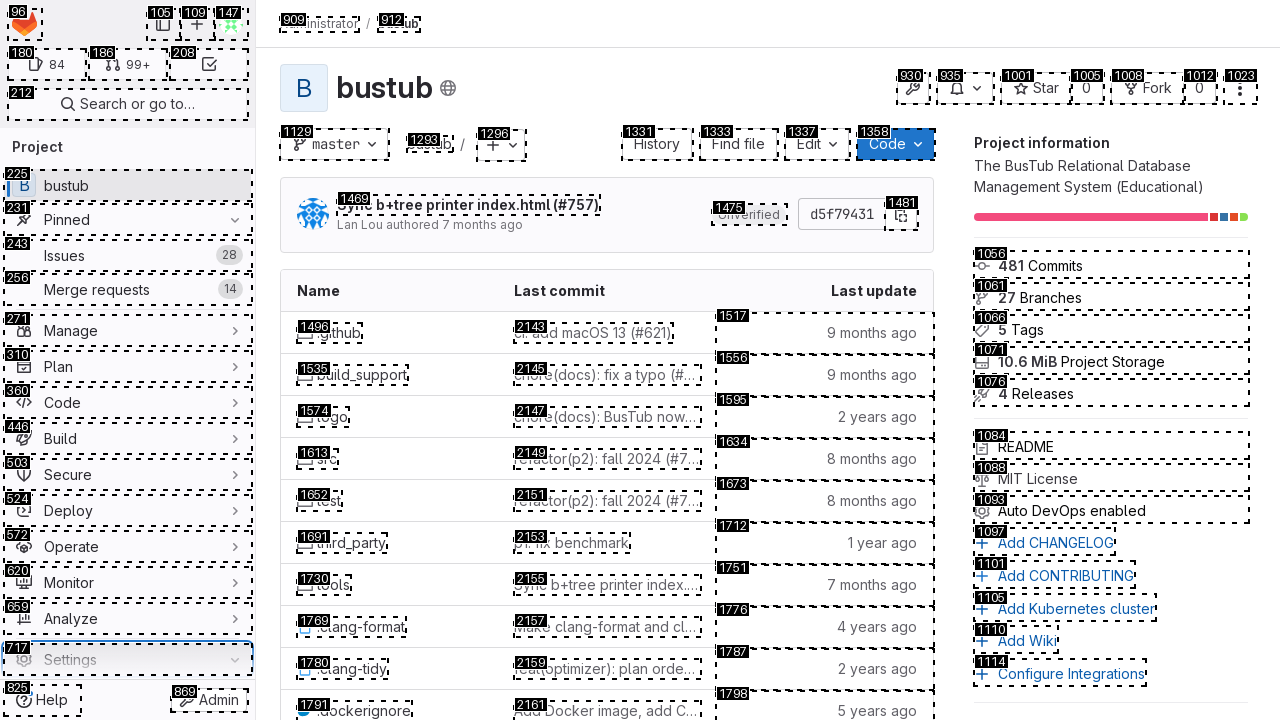 96
105
109
147
180
84
186
99+
208
212
Search or go to…
Project
225
B
bustub
231
Pinned
243
Issues
28
256
Merge requests
14
271
Manage
310
Plan
360
Code
446
Build
503
Secure
524
Deploy
572
Operate
620
Monitor
659
Analyze
717
Settings
825
Help
869
Admin
909
Administrator
/
912
bustub
B
bustub
930
935
1001
Star
1005
0
1008
Fork
1012
0
1023
1129
master
1293
bustub
/
1296
1331
History
1333
Find file
1337
Edit
1358
Code
1469
Sync b+tree printer index.html (#757)
Lan Lou authored 7 months ago
1475
Unverified
d5f79431
1481
Name
Last commit
Last update
1496
.github
2143
ci: add macOS 13 (#621)
1517
9 months ago
1535
build_support
2145
chore(docs): fix a typo (#…
1556
9 months ago
1574
logo
2147
chore(docs): BusTub now…
1595
2 years ago
1613
src
2149
refactor(p2): fall 2024 (#7…
1634
8 months ago
1652
test
2151
refactor(p2): fall 2024 (#7…
1673
8 months ago
1691
third_party
2153
p1: fix benchmark
1712
1 year ago
1730
tools
2155
Sync b+tree printer index.…
1751
7 months ago
1769
.clang-format
2157
Make clang-format and cl…
1776
4 years ago
1780
.clang-tidy
2159
feat(optimizer): plan orde…
1787
2 years ago
1791
.dockerignore
2161
Add Docker image, add C…
1798
5 years ago
Project information
The BusTub Relational Database
Management System (Educational)
1056
481 Commits
1061
27 Branches
1066
5 Tags
1071
10.6 MiB Project Storage
1076
4 Releases
1084
README
1088
MIT License
1093
Auto DevOps enabled
1097
Add CHANGELOG
1101
Add CONTRIBUTING
1105
Add Kubernetes cluster
1110
Add Wiki
1114
Configure Integrations